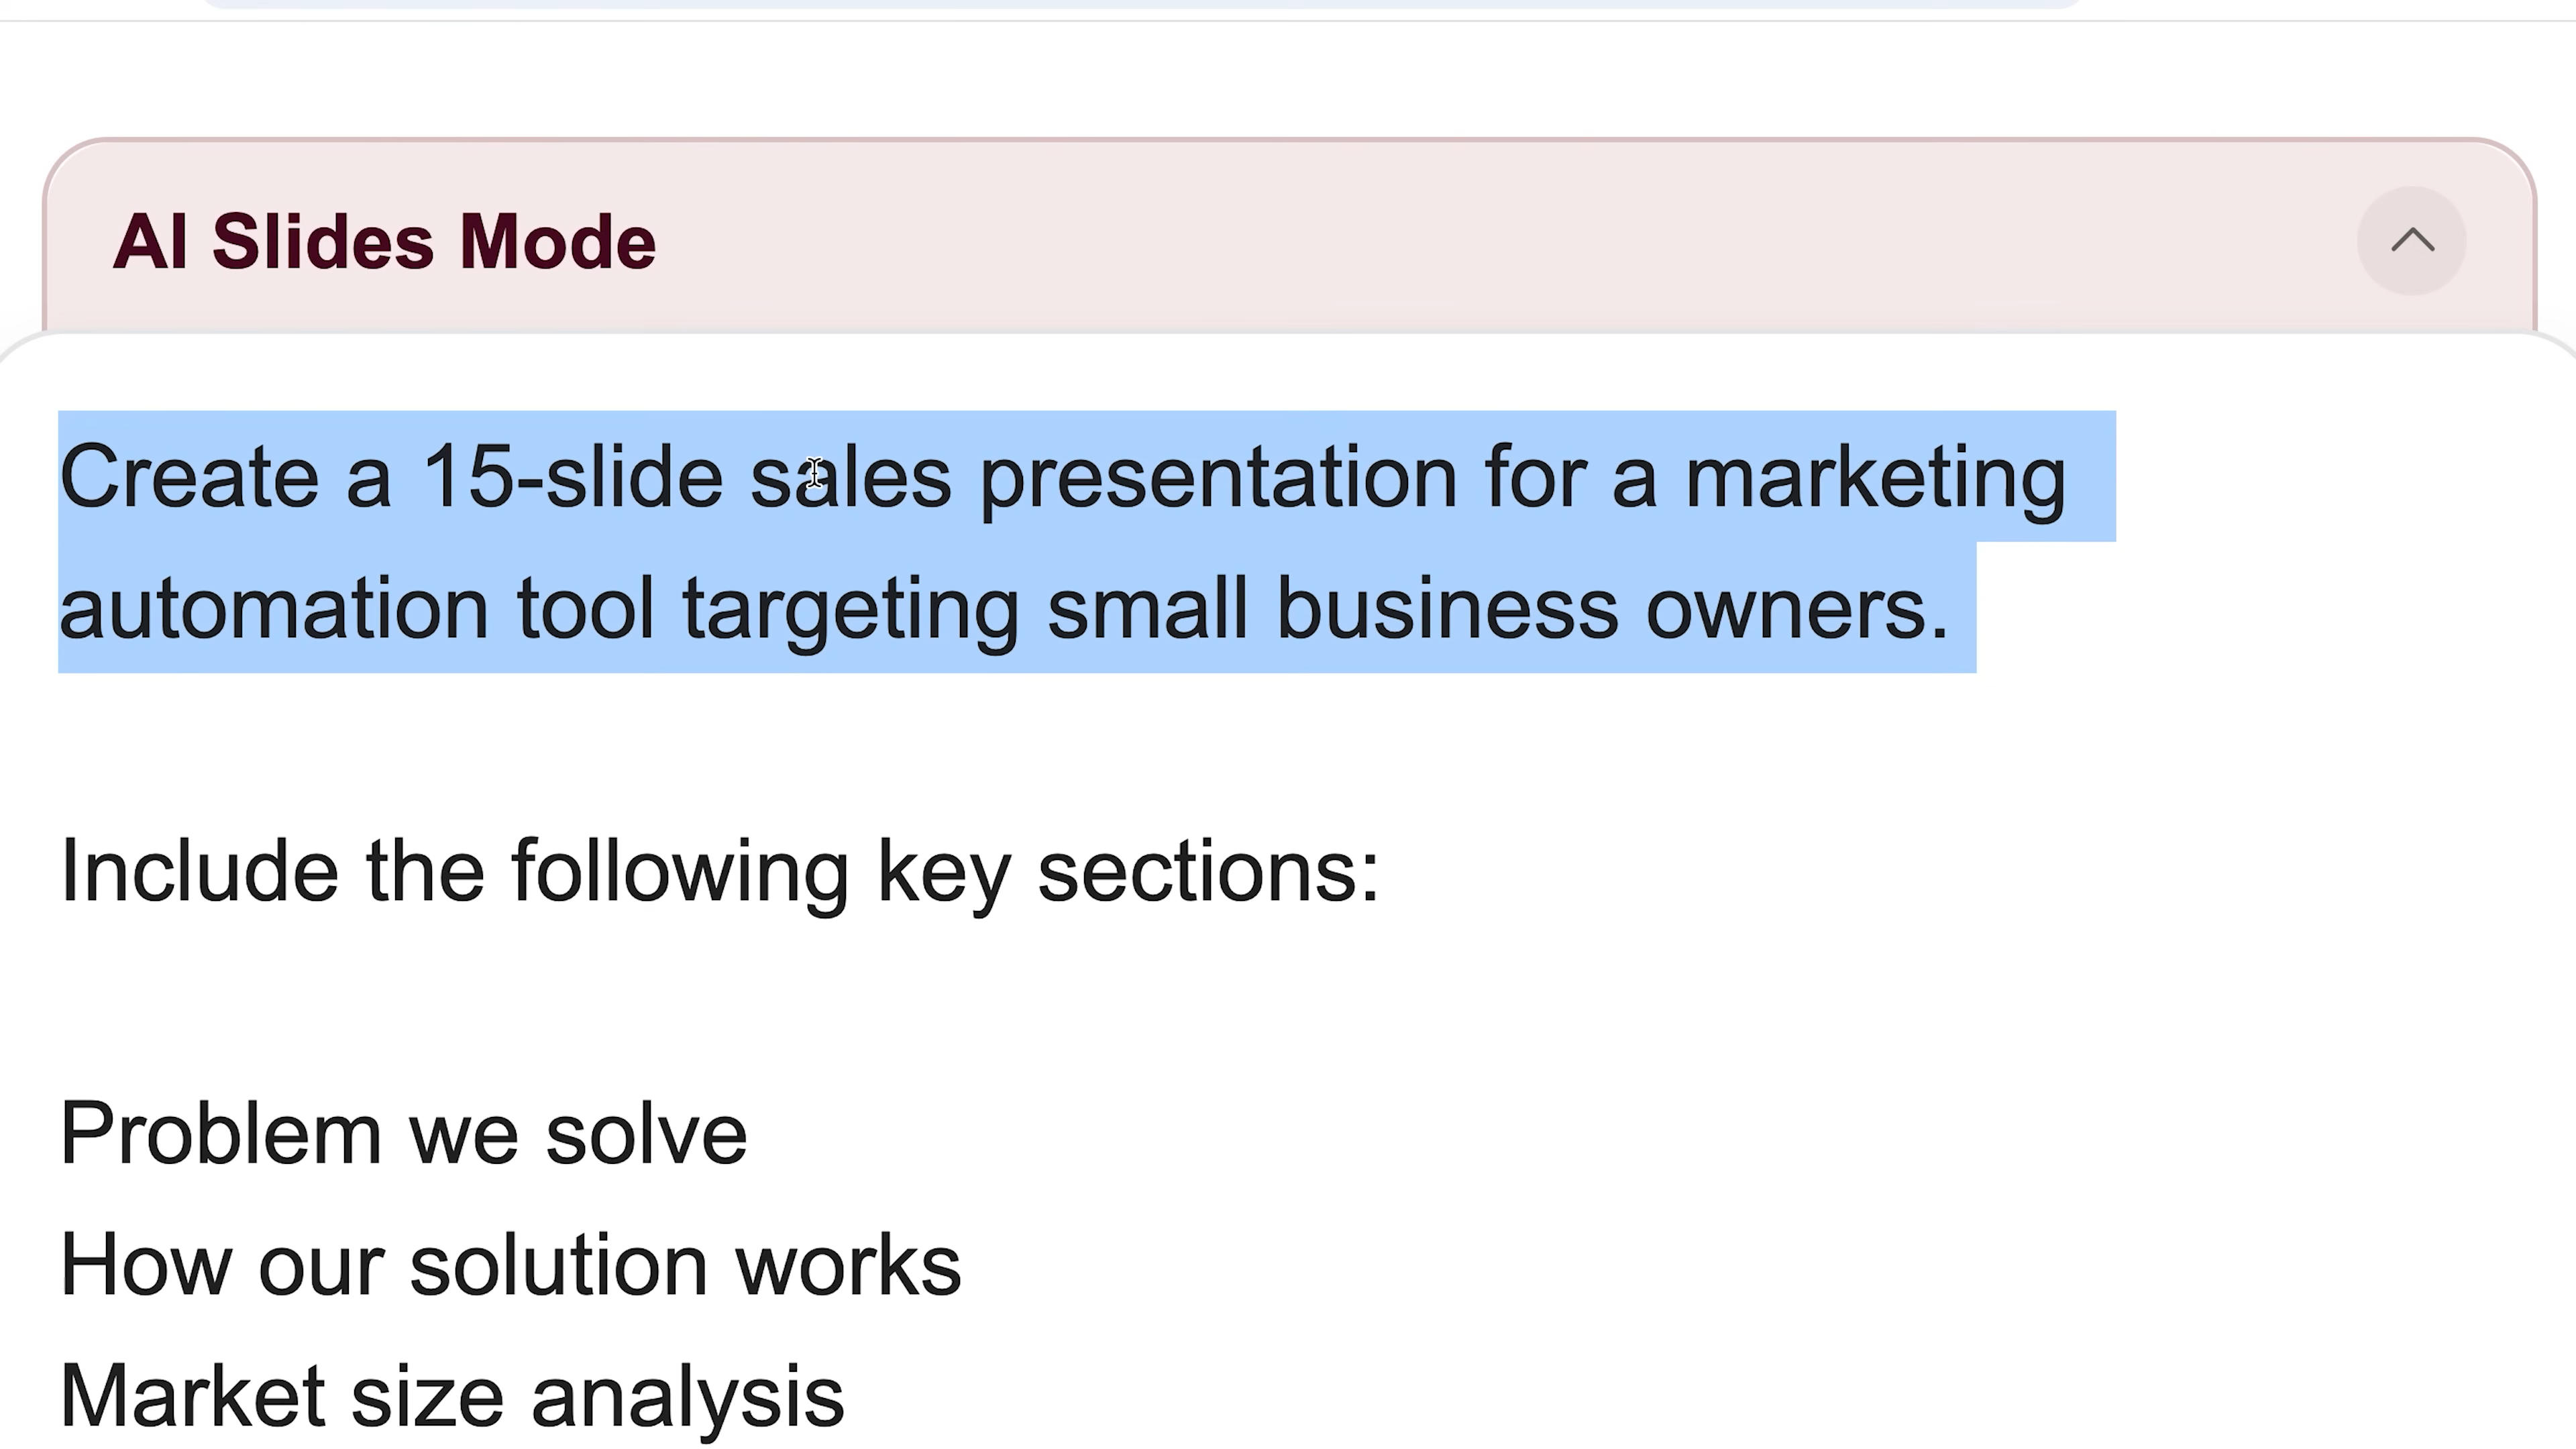 AI Slides Mode
Create a 15-slide sales presentation for a marketing
automation tool targeting small business owners.
Include the following key sections:
Problem we solve
How our solution works
Market size analysis